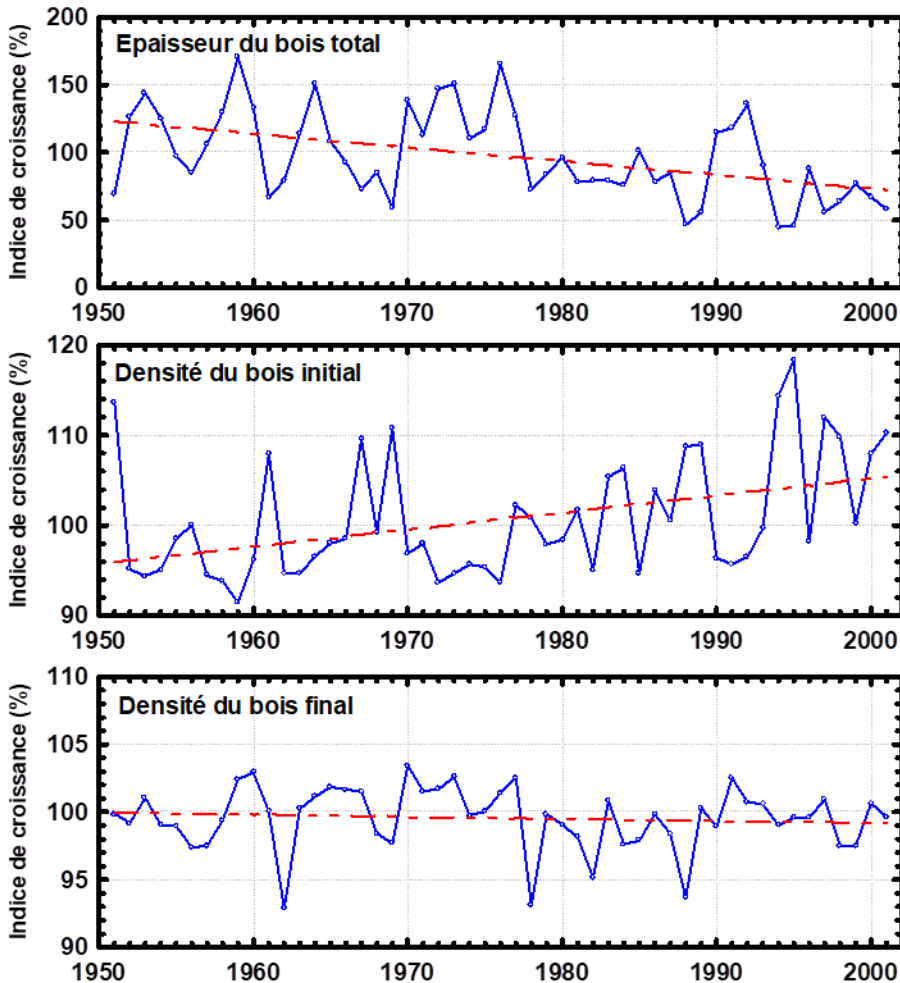 Indice de croissance (%)
Epaisseur du bois total
200
150
100
50
0
1950 1960 1970 1980 1990 2000
Indice de croissance (%)
Densité du bois initial
120
110
100
90
1950 1960 1970 1980 1990 2000
Indice de croissance (%)
Densité du bois final
110
105
100
95
90
1950 1960 1970 1980 1990 2000